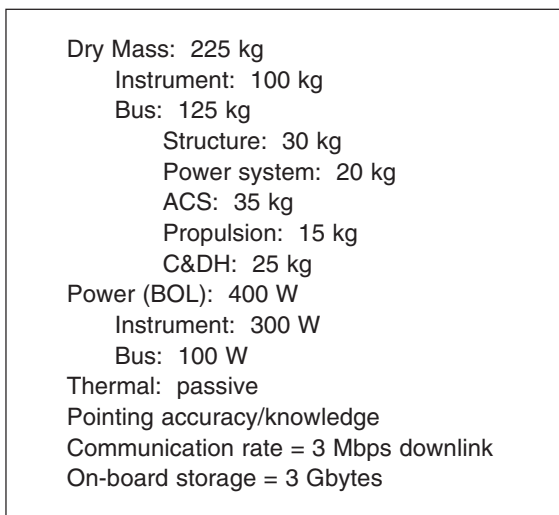 Dry Mass: 225 kg
Instrument: 100 kg
Bus: 125 kg
Structure: 30 kg
Power system: 20 kg
ACS: 35 kg
Propulsion: 15 kg
C&DH: 25 kg
Power (BOL): 400 W
Instrument: 300 W
Bus: 100 W
Thermal: passive
Pointing accuracy/knowledge
Communication rate = 3 Mbps downlink
On-board storage = 3 Gbytes